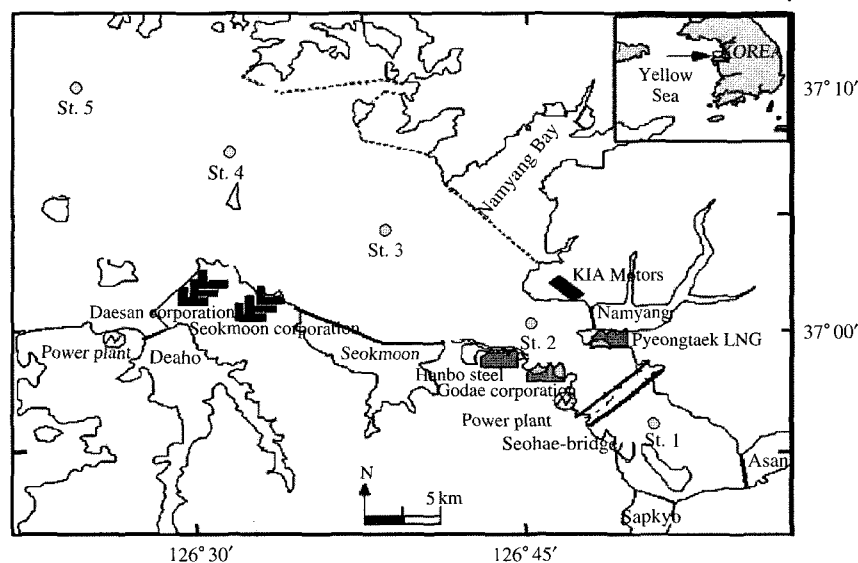 KOREA
Yellow
Sea
37° 10′
St. 5
St. 4
Namyang Bay
St. 3
KIA Motors
Daesan corporation
Seokmoon corporation
Namyang
37° 00′
Power plant
Deaho
Seokmoon
St. 2
Pyeongtaek LNG
Hanbo steel
Godae corporation
Power plant
Seohae-bridge
St. 1
Asan
N
5 km
Sapkyo
126° 30′
126° 45′